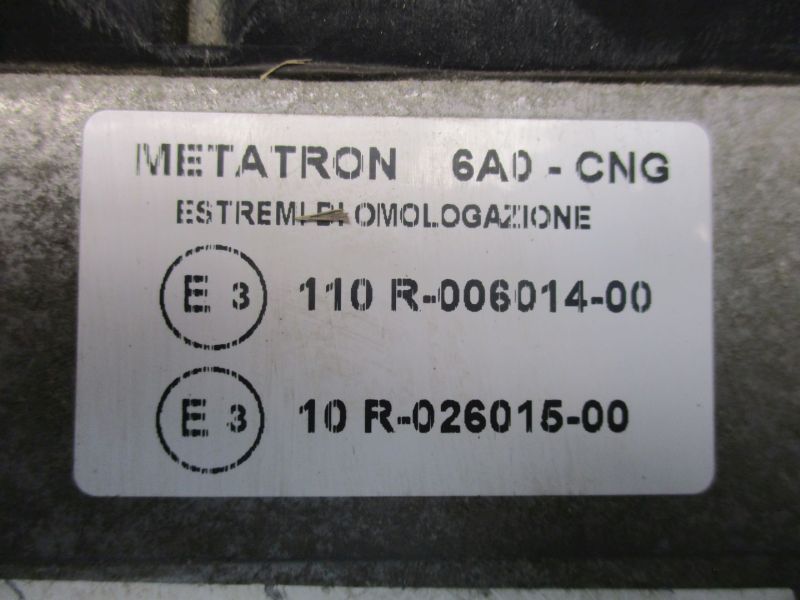 METATRON 6A0 - CNG
ESTREMI DI OMOLOGAZIONE
E 3 110 R-006014-00
E 3 10 R-026015-00